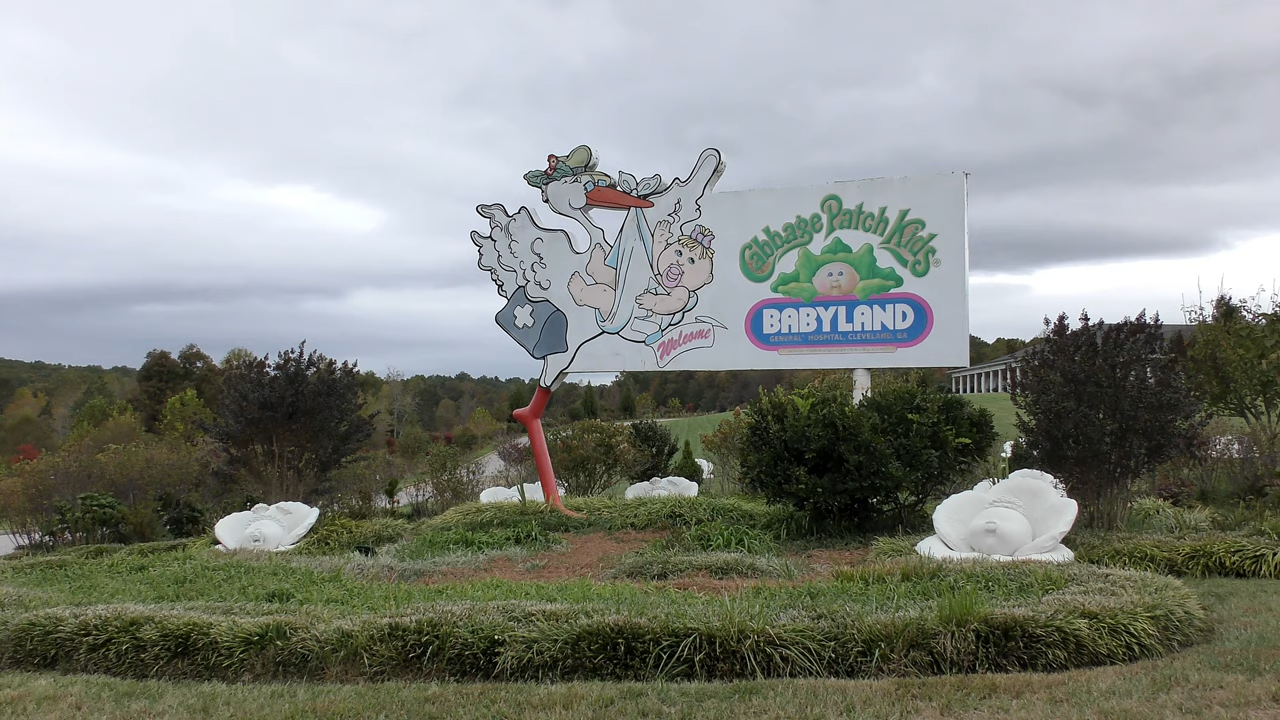 Cabbage Patch Kids®
BABYLAND
GENERAL® HOSPITAL, CLEVELAND, GA
Welcome